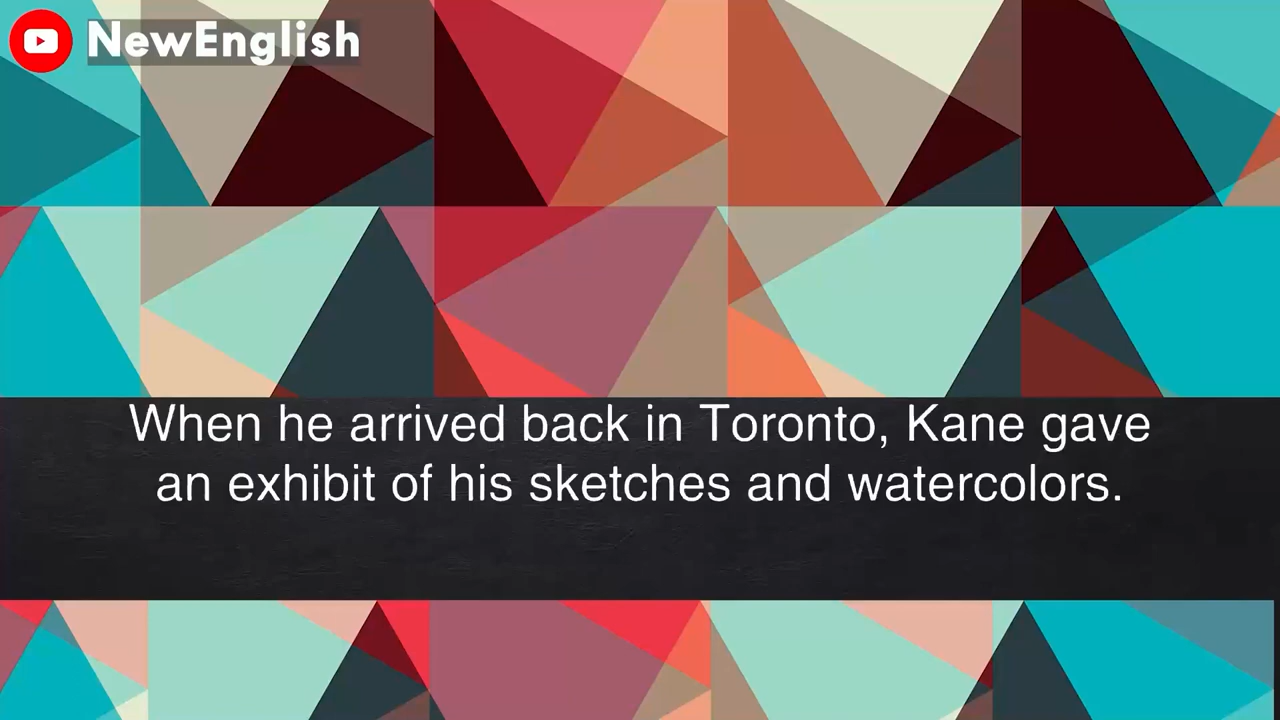 NewEnglish
When he arrived back in Toronto, Kane gave
an exhibit of his sketches and watercolors.